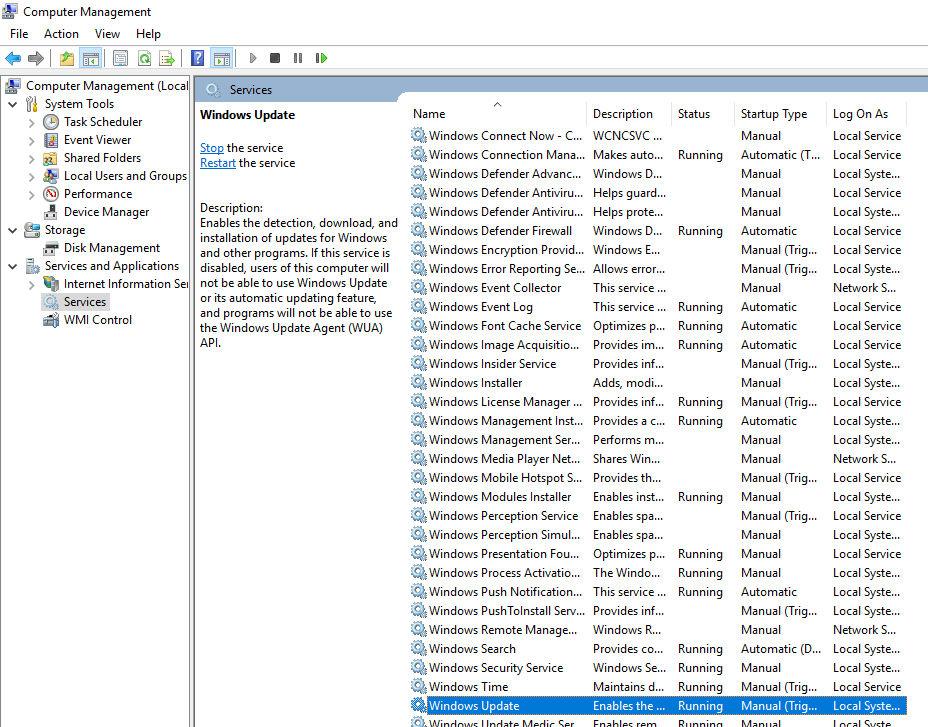 Computer Management
File Action View Help
Computer Management (Local
System Tools
Task Scheduler
Event Viewer
Shared Folders
Local Users and Groups
Performance
Device Manager
Storage
Disk Management
Services and Applications
Internet Information Ser
Services
WMI Control
Services
Windows Update
Stop the service
Restart the service
Description:
Enables the detection, download, and
installation of updates for Windows
and other programs. If this service is
disabled, users of this computer will
not be able to use Windows Update
or its automatic updating feature,
and programs will not be able to use
the Windows Update Agent (WUA)
API.
Name Description Status Startup Type Log On As
Windows Connect Now - C... WCNCSVC ... Manual Local Service
Windows Connection Mana... Makes auto... Running Automatic (T... Local Service
Windows Defender Advanc... Windows D... Manual Local Syste...
Windows Defender Antiviru... Helps guard... Manual Local Service
Windows Defender Antiviru... Helps prote... Manual Local Syste...
Windows Defender Firewall Windows D... Running Automatic Local Service
Windows Encryption Provid... Windows E... Manual (Trig... Local Service
Windows Error Reporting Se... Allows error... Manual (Trig... Local Syste...
Windows Event Collector This service ... Manual Network S...
Windows Event Log This service ... Running Automatic Local Service
Windows Font Cache Service Optimizes p... Running Automatic Local Service
Windows Image Acquisitio... Provides im... Running Automatic Local Service
Windows Insider Service Provides inf... Manual (Trig... Local Syste...
Windows Installer Adds, modi... Manual Local Syste...
Windows License Manager ... Provides inf... Running Manual (Trig... Local Service
Windows Management Inst... Provides a c... Running Automatic Local Syste...
Windows Management Ser... Performs m... Manual Local Syste...
Windows Media Player Net... Shares Win... Manual Network S...
Windows Mobile Hotspot S... Provides th... Manual (Trig... Local Service
Windows Modules Installer Enables inst... Running Manual Local Syste...
Windows Perception Service Enables spa... Manual (Trig... Local Service
Windows Perception Simul... Enables spa... Manual Local Syste...
Windows Presentation Fou... Optimizes p... Running Manual Local Service
Windows Process Activatio... The Windo... Running Manual Local Syste...
Windows Push Notification... This service ... Running Automatic Local Syste...
Windows PushToInstall Serv... Provides inf... Manual (Trig... Local Syste...
Windows Remote Manage... Windows R... Manual Network S...
Windows Search Provides co... Running Automatic (D... Local Syste...
Windows Security Service Windows Se... Running Manual Local Syste...
Windows Time Maintains d... Running Manual (Trig... Local Service
Windows Update Enables the ... Running Manual (Trig... Local Syste...
Windows Update Medic Ser... Enables rem... Running Manual Local Syste...